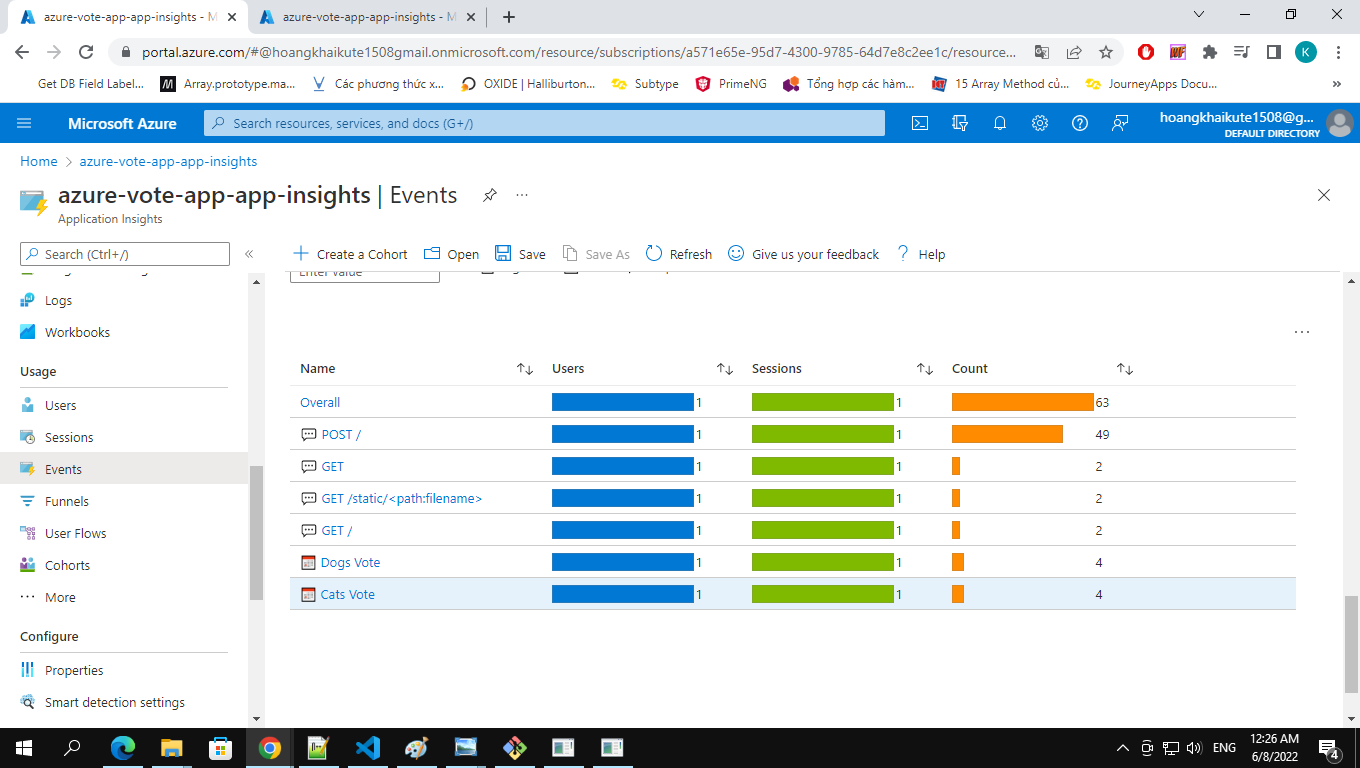 azure-vote-app-app-insights - M
azure-vote-app-app-insights - M
portal.azure.com/#@hoangkhaikute1508gmail.onmicrosoft.com/resource/subscriptions/a571e65e-95d7-4300-9785-64d7e8c2ee1c/resource...
K
Get DB Field Label...
Array.prototype.ma...
Các phương thức x...
OXIDE | Halliburton...
Subtype
PrimeNG
Tổng hợp các hàm...
15 Array Method củ...
JourneyApps Docu...
»
Microsoft Azure
Search resources, services, and docs (G+/)
hoangkhaikute1508@g...
DEFAULT DIRECTORY
Home > azure-vote-app-app-insights
azure-vote-app-app-insights | Events
Application Insights
Search (Ctrl+/)
Create a Cohort
Open
Save
Save As
Refresh
Give us your feedback
Help
Enter value
Logs
Workbooks
Usage
Users
Sessions
Events
Funnels
User Flows
Cohorts
More
Configure
Properties
Smart detection settings
Name Users Sessions Count
Overall 1 1 63
POST / 1 1 49
GET 1 1 2
GET /static/<path:filename> 1 1 2
GET / 1 1 2
Dogs Vote 1 1 4
Cats Vote 1 1 4
ENG
12:26 AM
6/8/2022
4